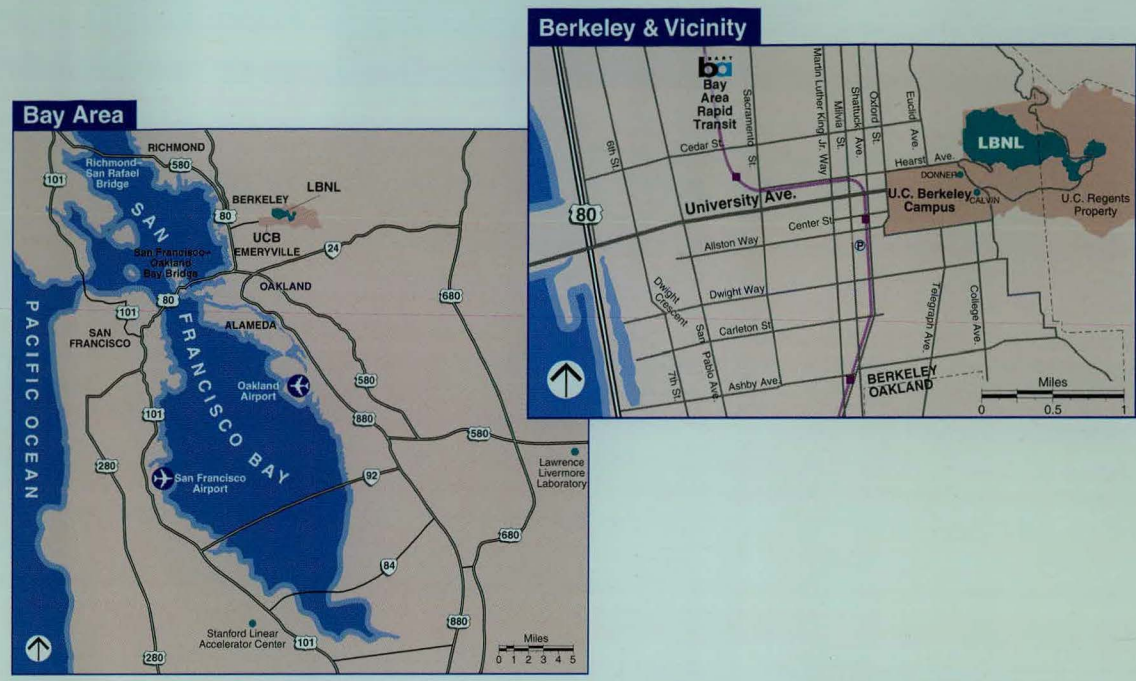 Bay Area
RICHMOND
Richmond–
San Rafael
Bridge
580
101
LBNL
BERKELEY
80
UCB
EMERYVILLE
24
SAN
FRANCISCO BAY
San Francisco–
Oakland
Bay Bridge
OAKLAND
680
80
101
SAN
FRANCISCO
ALAMEDA
PACIFIC OCEAN
580
Oakland
Airport
101
880
580
280
San Francisco
Airport
92
Lawrence
Livermore
Laboratory
680
84
880
Stanford Linear
Accelerator Center
101
280
Miles
0 1 2 3 4 5
Berkeley & Vicinity
BART
ba
Bay
Area
Rapid
Transit
6th St.
Sacramento St.
Martin Luther King Jr. Way
Milvia St.
Shattuck Ave.
Oxford St.
Euclid Ave.
Cedar St.
LBNL
Hearst Ave.
DONNER
U.C. Berkeley
Campus
CALVIN
U.C. Regents
Property
University Ave.
80
Center St.
Allston Way
P
Dwight Way
Dwight Crescent
San Pablo Ave.
7th St.
Carleton St.
Ashby Ave.
Telegraph Ave.
College Ave.
BERKELEY
OAKLAND
Miles
0 0.5 1